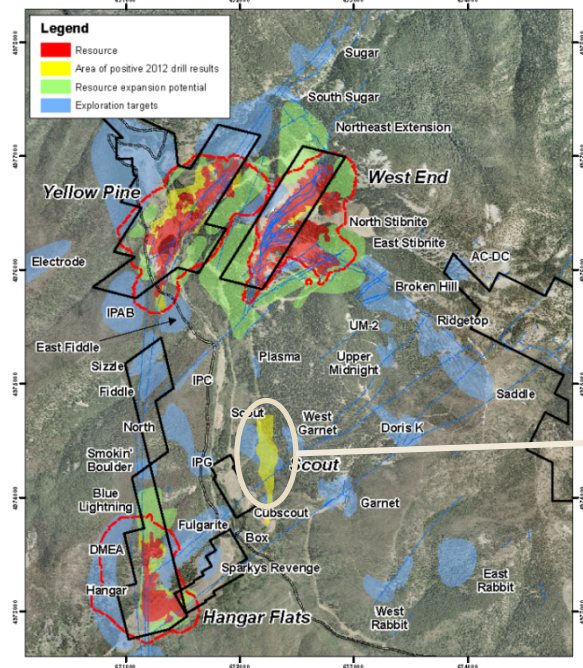 Legend
Resource
Area of positive 2012 drill results
Resource expansion potential
Exploration targets
Sugar
South Sugar
Northeast Extension
Yellow Pine
West End
North Stibnite
East Stibnite
AC-DC
Electrode
Broken Hill
IPAB
UM-2
Ridgetop
East Fiddle
Plasma
Upper
Midnight
Sizzle
Fiddle
IPC
Saddle
Scout
West
Garnet
North
Doris K
Smokin'
Boulder
IPG
Scout
Blue
Lightning
Garnet
Cubscout
Fulgarite
Box
DMEA
Sparkys Revenge
Hangar
East
Rabbit
West
Rabbit
Hangar Flats